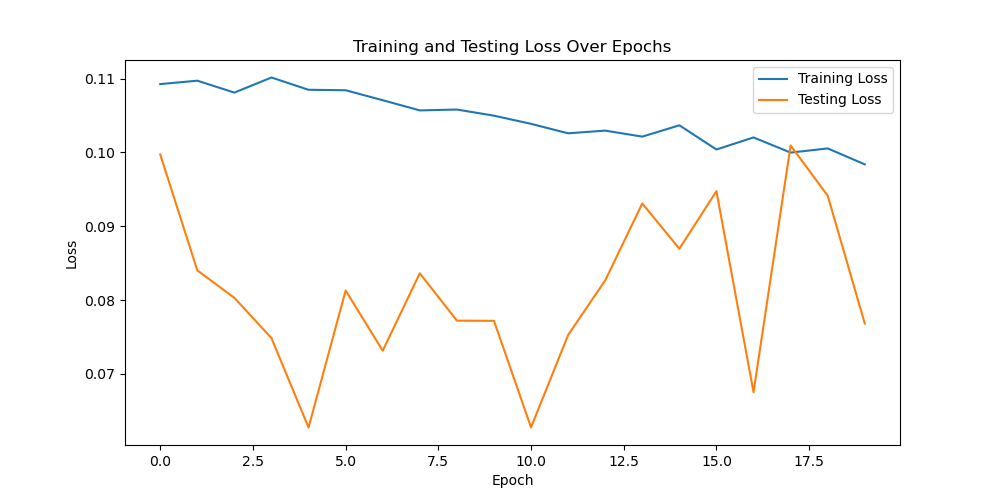 Training and Testing Loss Over Epochs
Training Loss
Testing Loss
0.11
0.10
0.09
0.08
0.07
Loss
0.0 2.5 5.0 7.5 10.0 12.5 15.0 17.5
Epoch